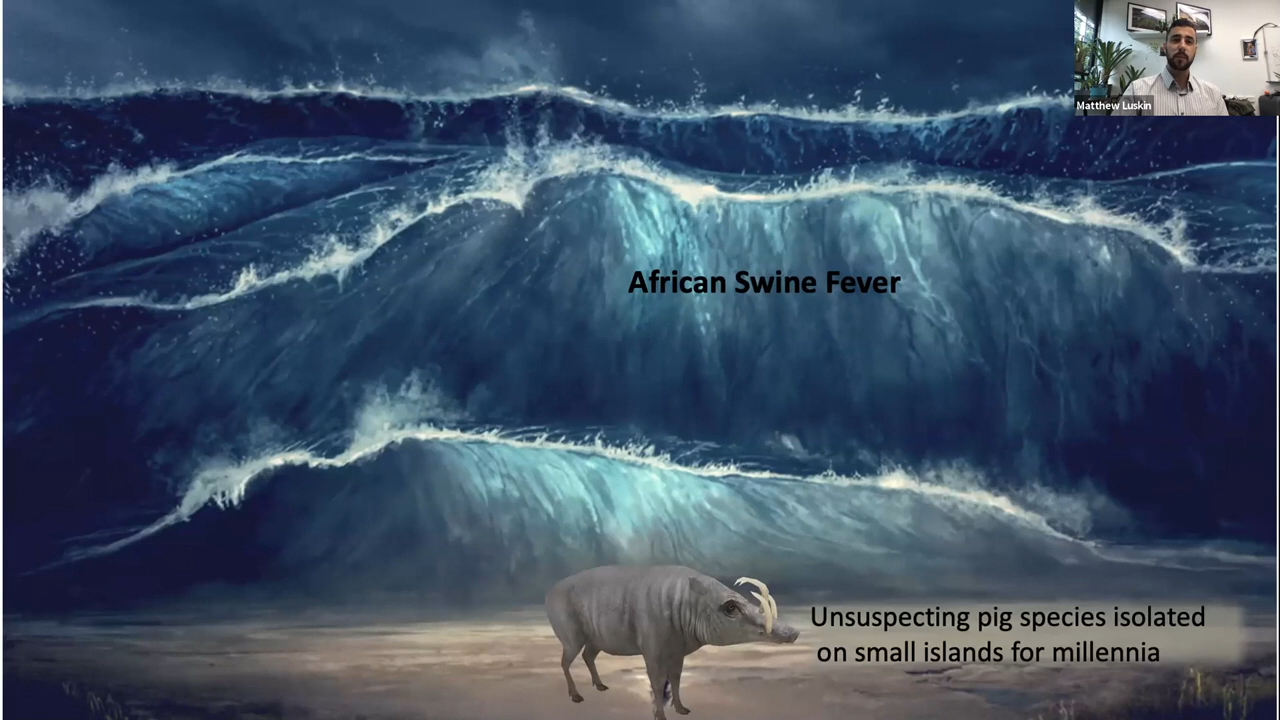 Matthew Luskin
African Swine Fever
Unsuspecting pig species isolated
on small islands for millennia